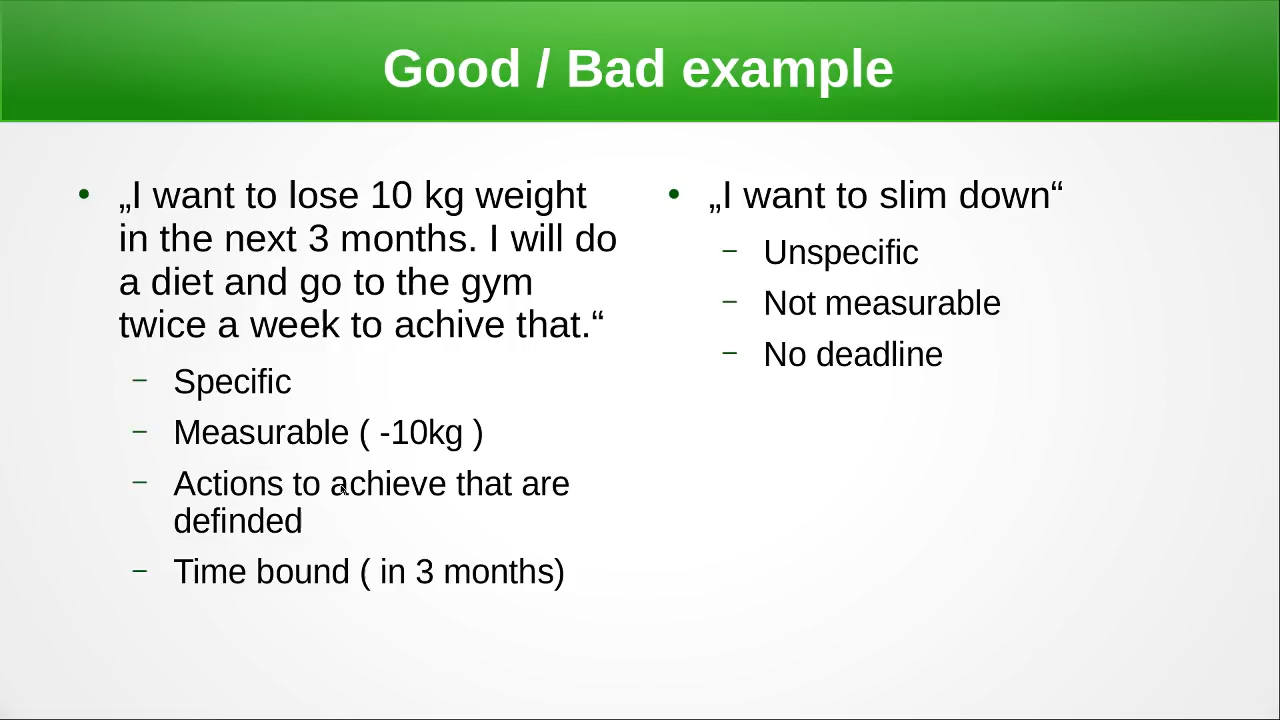 Good / Bad example
• „I want to lose 10 kg weight
in the next 3 months. I will do
a diet and go to the gym
twice a week to achive that.“
– Specific
– Measurable ( -10kg )
– Actions to achieve that are
definded
– Time bound ( in 3 months)
• „I want to slim down“
– Unspecific
– Not measurable
– No deadline